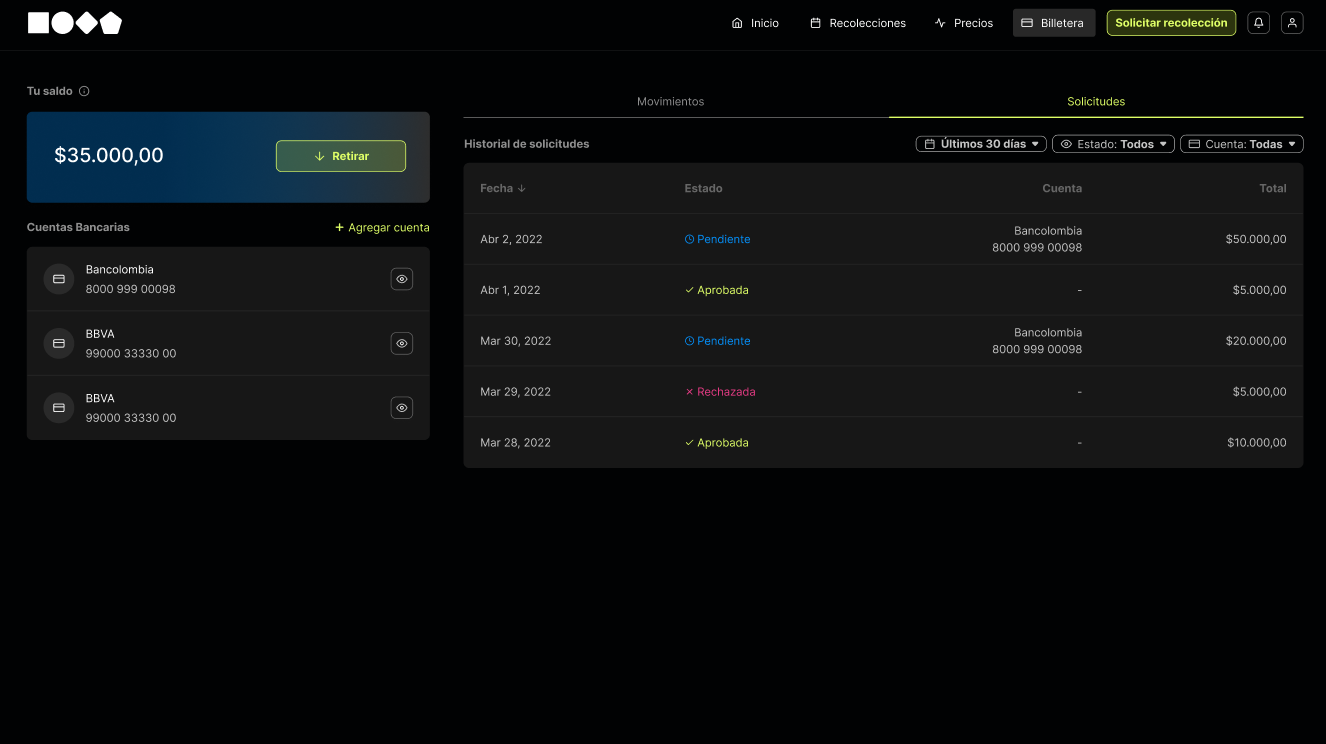 Inicio
Recolecciones
Precios
Billetera
Solicitar recolección
Tu saldo
$35.000,00
Retirar
Cuentas Bancarias
+ Agregar cuenta
Bancolombia
8000 999 00098
BBVA
99000 33330 00
BBVA
99000 33330 00
Movimientos
Solicitudes
Historial de solicitudes
Últimos 30 días
Estado: Todos
Cuenta: Todas
Fecha Estado Cuenta Total
Abr 2, 2022 Pendiente Bancolombia $50.000,00
8000 999 00098
Abr 1, 2022 Aprobada - $5.000,00
Mar 30, 2022 Pendiente Bancolombia $20.000,00
8000 999 00098
Mar 29, 2022 Rechazada - $5.000,00
Mar 28, 2022 Aprobada - $10.000,00